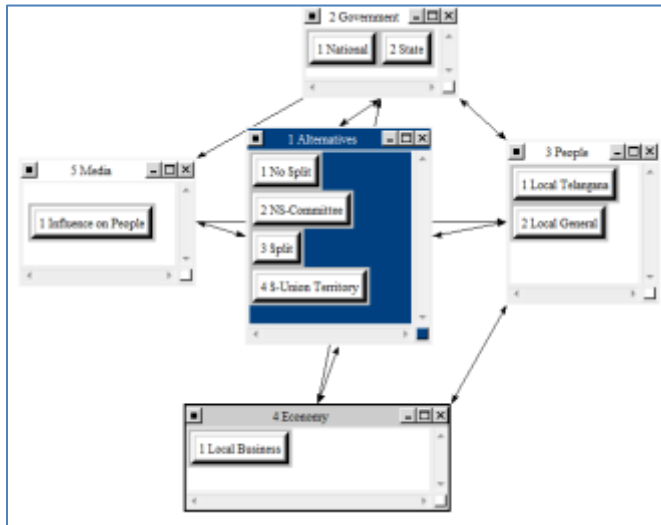 2 Government
1 National
2 State
1 Alternatives
1 No Split
2 NS-Committee
3 Split
4 S-Union Territory
5 Media
1 Influence on People
3 People
1 Local Telangana
2 Local General
4 Economy
1 Local Business